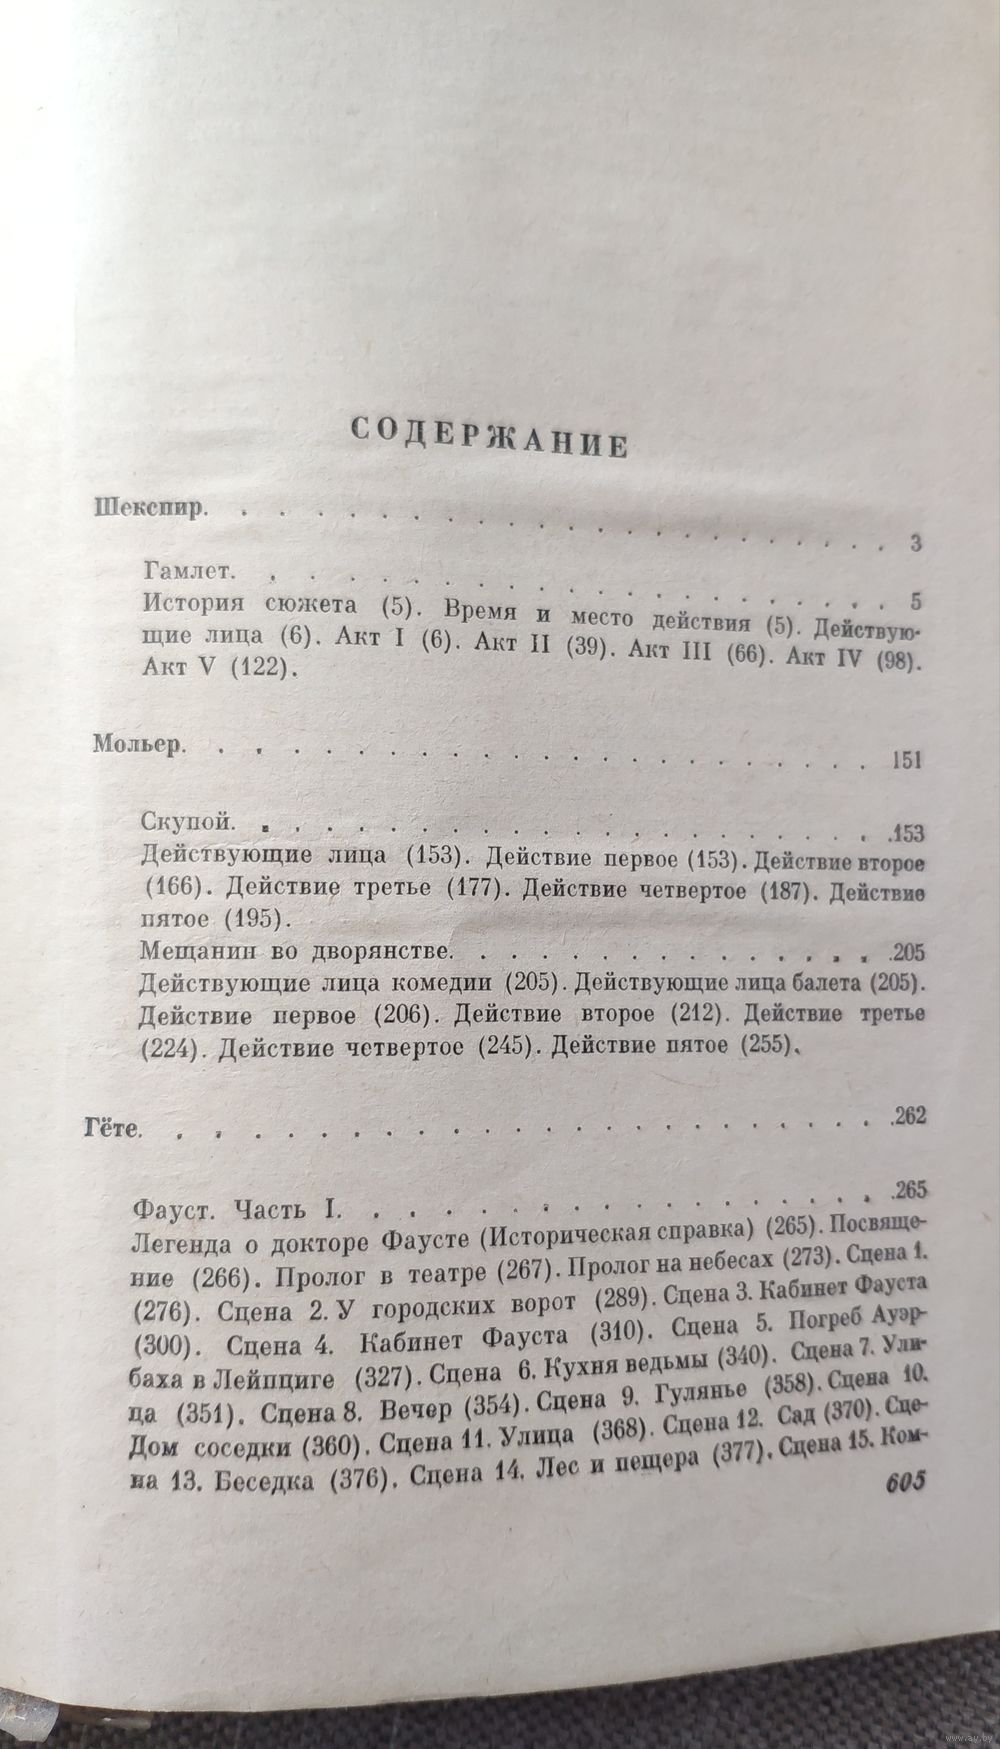 СОДЕРЖАНИЕ
Шекспир. . . . . . . . . . . . . . . . . . . . 3
Гамлет. . . . . . . . . . . . . . . . . . . 5
История сюжета (5). Время и место действия (5). Действую-
щие лица (6). Акт I (6). Акт II (39). Акт III (66). Акт IV (98).
Акт V (122).
Мольер. . . . . . . . . . . . . . . . . . . 151
Скупой. . . . . . . . . . . . . . . . . . . .153
Действующие лица (153). Действие первое (153). Действие второе
(166). Действие третье (177). Действие четвертое (187). Действие
пятое (195).
Мещанин во дворянстве. . . . . . . . . . . . . . .205
Действующие лица комедии (205). Действующие лица балета (205).
Действие первое (206). Действие второе (212). Действие третье
(224). Действие четвертое (245). Действие пятое (255).
Гёте. . . . . . . . . . . . . . . . . . . . .262
Фауст. Часть I. . . . . . . . . . . . . . . . .265
Легенда о докторе Фаусте (Историческая справка) (265). Посвяще-
ние (266). Пролог в театре (267). Пролог на небесах (273). Сцена 1.
(276). Сцена 2. У городских ворот (289). Сцена 3. Кабинет Фауста
(300). Сцена 4. Кабинет Фауста (310). Сцена 5. Погреб Ауэр-
баха в Лейпциге (327). Сцена 6. Кухня ведьмы (340). Сцена 7. Ули-
ца (351). Сцена 8. Вечер (354). Сцена 9. Гулянье (358). Сцена 10.
Дом соседки (360). Сцена 11. Улица (368). Сцена 12. Сад (370). Сце-
на 13. Беседка (376). Сцена 14. Лес и пещера (377). Сцена 15. Ком-
605
www.ay.by